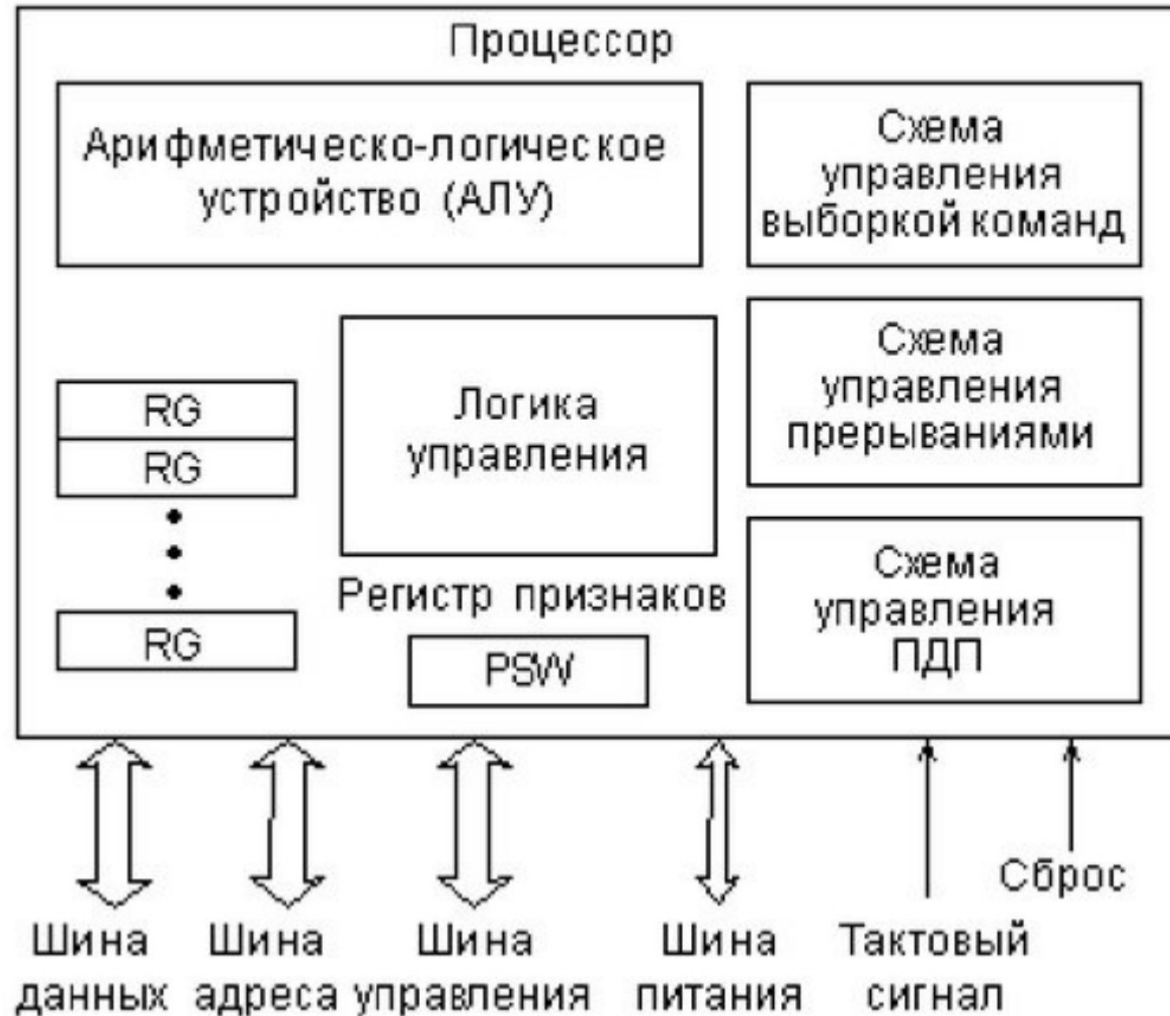 Процессор
Арифметическо-логическое
устройство (АЛУ)
Схема
управления
выборкой команд
RG
RG
RG
Логика
управления
Схема
управления
прерываниями
Регистр признаков
PSW
Схема
управления
ПДП
Шина
данных
Шина
адреса
Шина
управления
Шина
питания
Тактовый
сигнал
Сброс